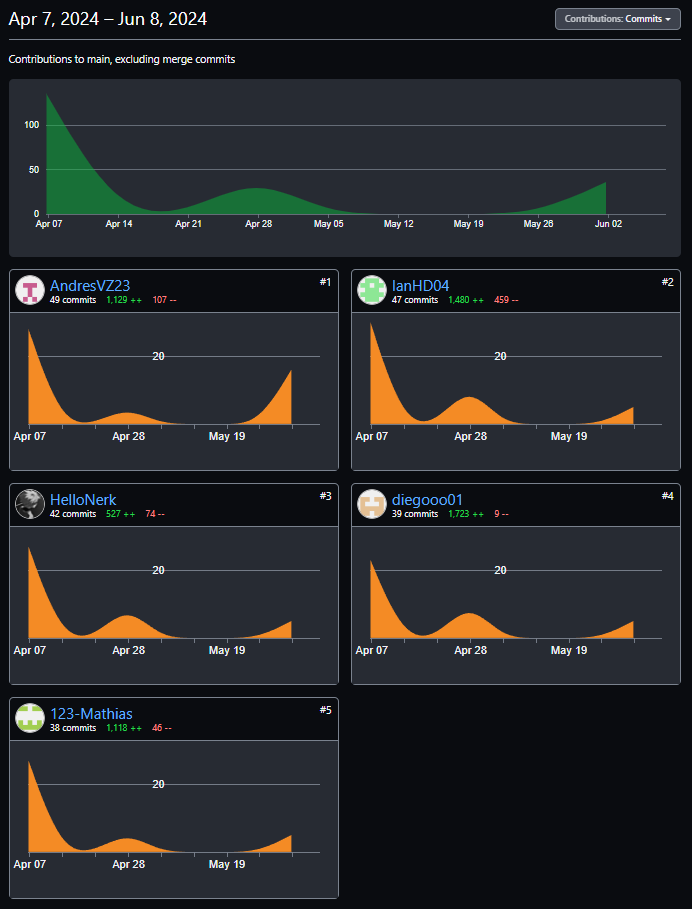 Apr 7, 2024 – Jun 8, 2024
Contributions: Commits
Contributions to main, excluding merge commits
100
50
0
Apr 07 Apr 14 Apr 21 Apr 28 May 05 May 12 May 19 May 26 Jun 02
AndresVZ23 #1
49 commits 1,129 ++ 107 --
20
Apr 07 Apr 28 May 19
IanHD04 #2
47 commits 1,480 ++ 459 --
20
Apr 07 Apr 28 May 19
HelloNerk #3
42 commits 527 ++ 74 --
20
Apr 07 Apr 28 May 19
diegooo01 #4
39 commits 1,723 ++ 9 --
20
Apr 07 Apr 28 May 19
123-Mathias #5
38 commits 1,118 ++ 46 --
20
Apr 07 Apr 28 May 19